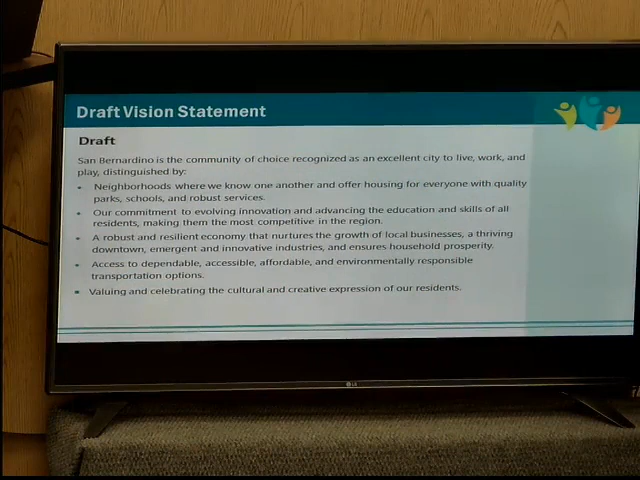 Draft Vision Statement
Draft
San Bernardino is the community of choice recognized as an excellent city to live, work, and
play, distinguished by:
• Neighborhoods where we know one another and offer housing for everyone with quality
parks, schools, and robust services.
• Our commitment to evolving innovation and advancing the education and skills of all
residents, making them the most competitive in the region.
• A robust and resilient economy that nurtures the growth of local businesses, a thriving
downtown, emergent and innovative industries, and ensures household prosperity.
• Access to dependable, accessible, affordable, and environmentally responsible
transportation options.
• Valuing and celebrating the cultural and creative expression of our residents.
LG